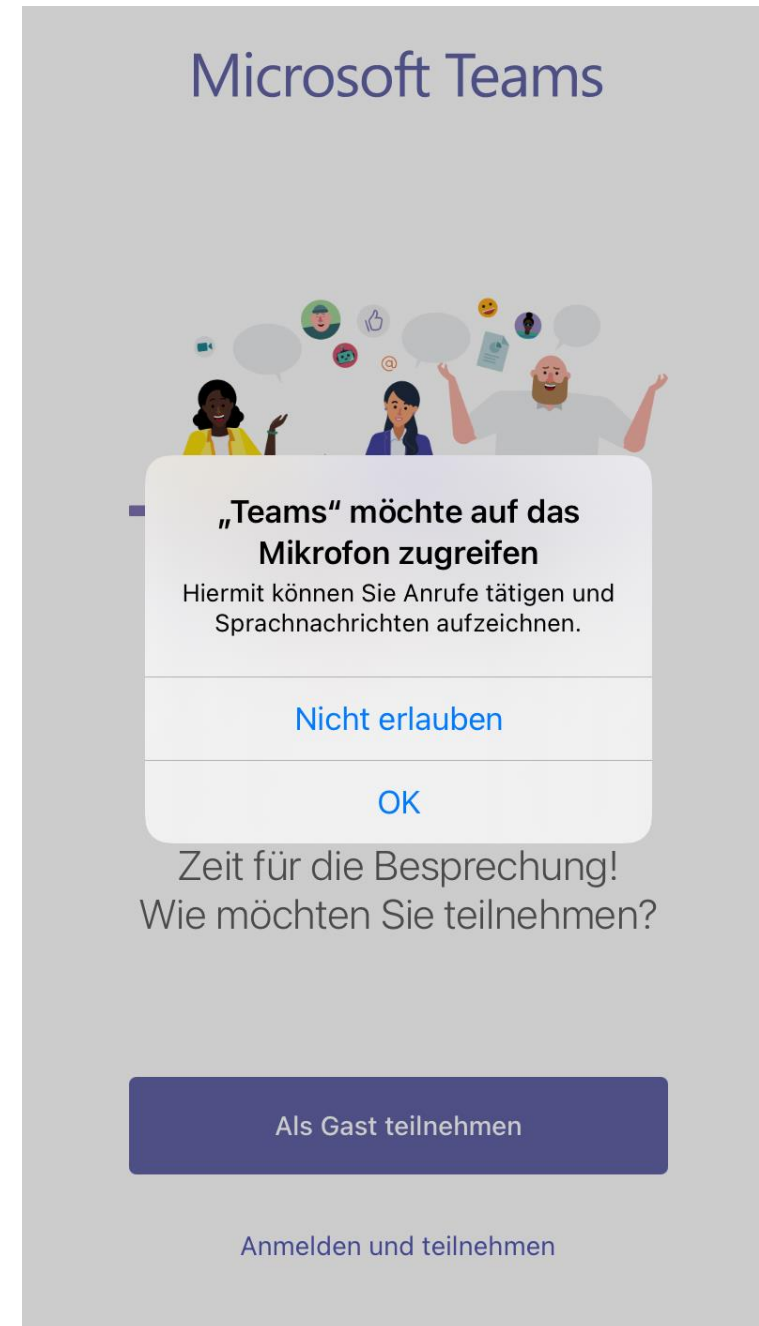 Microsoft Teams
@
„Teams“ möchte auf das
Mikrofon zugreifen
Hiermit können Sie Anrufe tätigen und
Sprachnachrichten aufzeichnen.
Nicht erlauben
OK
Zeit für die Besprechung!
Wie möchten Sie teilnehmen?
Als Gast teilnehmen
Anmelden und teilnehmen